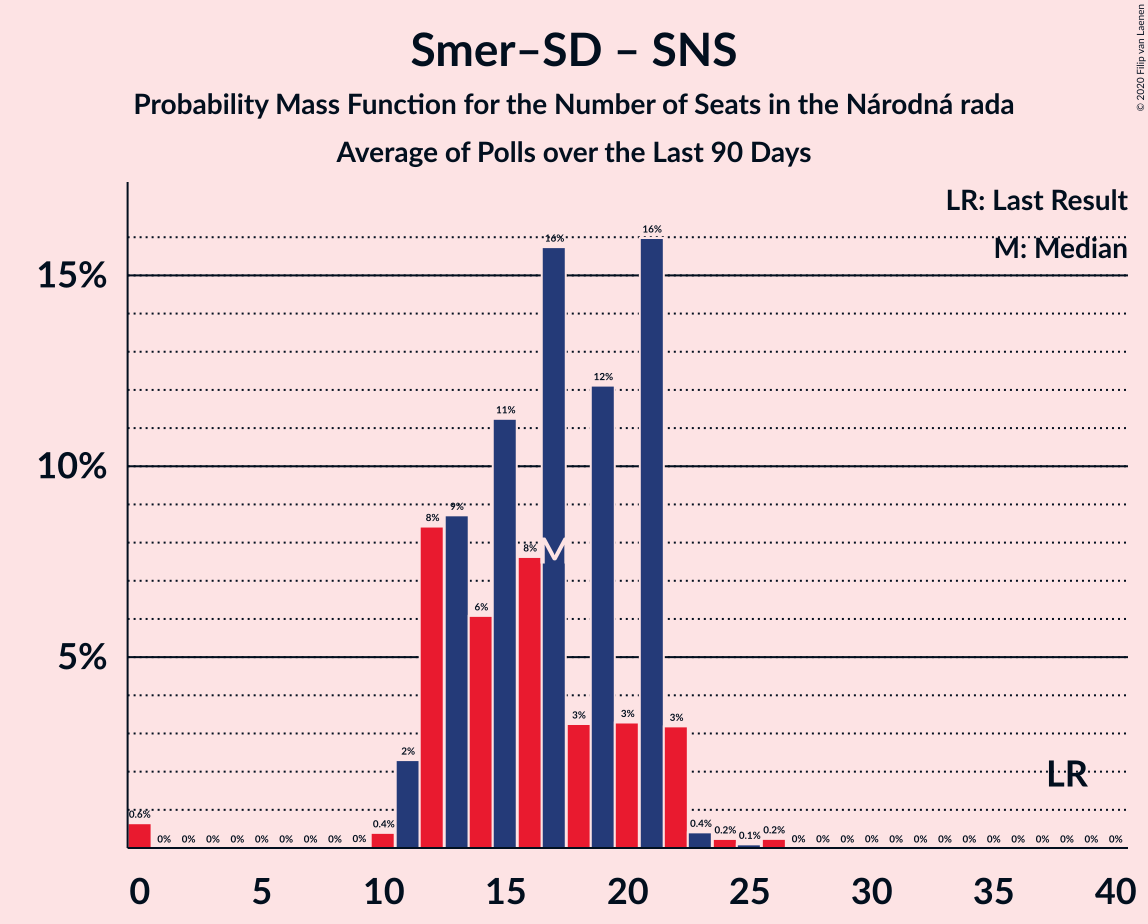 © 2020 Filip van Laenen
Smer–SD – SNS
Probability Mass Function for the Number of Seats in the Národná rada
Average of Polls over the Last 90 Days
LR: Last Result
M: Median
15%
10%
5%
0.6% 0% 0% 0% 0% 0% 0% 0% 0% 0% 0.4% 2% 8% 9% 6% 11% 8% 16% 3% 12% 3% 16% 3% 0.4% 0.2% 0.1% 0.2% 0% 0% 0% 0% 0% 0% 0% 0% 0% 0% 0% 0% 0% 0%
M
LR
0 5 10 15 20 25 30 35 40